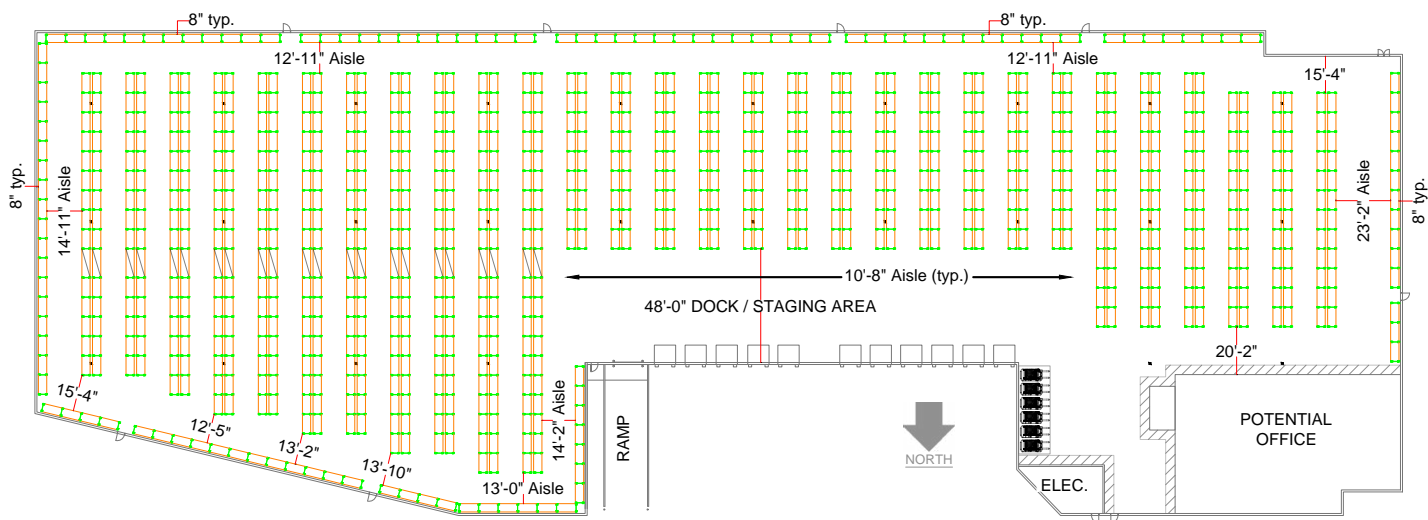 8" typ.
8" typ.
12'-11" Aisle
12'-11" Aisle
15'-4"
8" typ.
14'-11" Aisle
23'-2" Aisle
8" typ.
10'-8" Aisle (typ.)
48'-0" DOCK / STAGING AREA
20'-2"
15'-4"
12'-5"
13'-2"
13'-10"
14'-2" Aisle
13'-0" Aisle
RAMP
NORTH
ELEC.
POTENTIAL
OFFICE